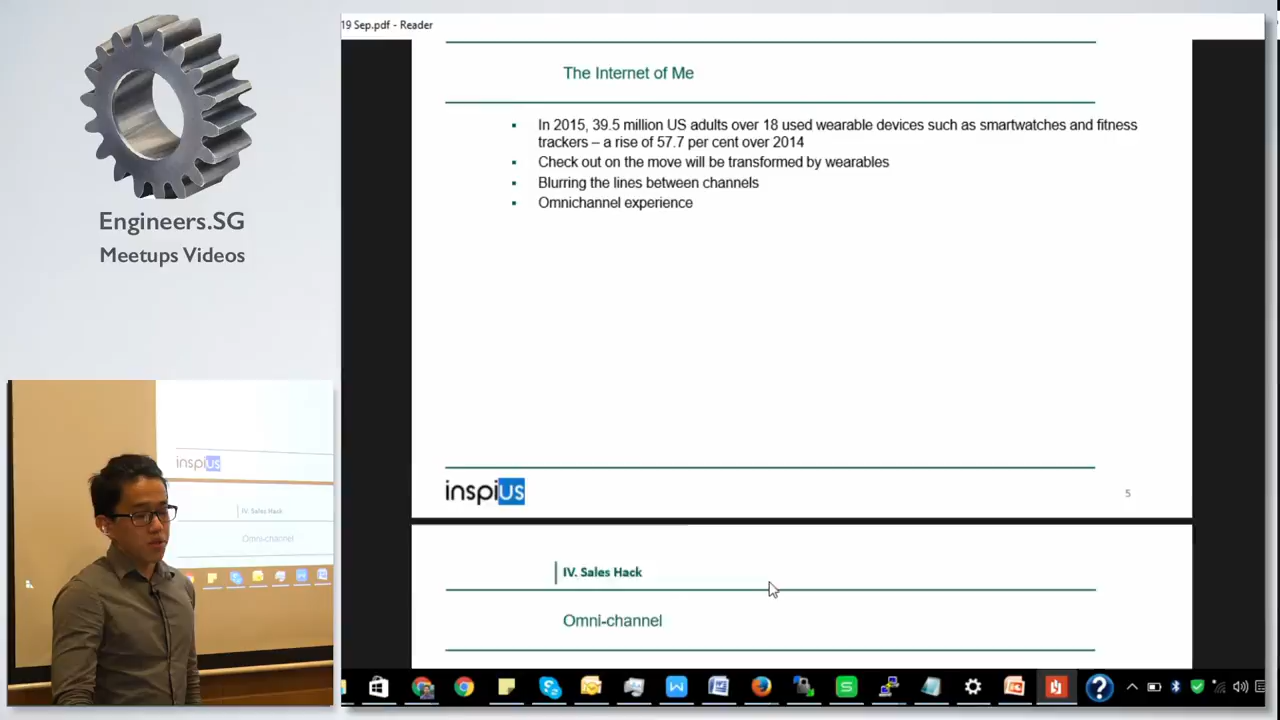 19 Sep.pdf - Reader
Engineers.SG
Meetups Videos
The Internet of Me
▪ In 2015, 39.5 million US adults over 18 used wearable devices such as smartwatches and fitness
trackers – a rise of 57.7 per cent over 2014
▪ Check out on the move will be transformed by wearables
▪ Blurring the lines between channels
▪ Omnichannel experience
inspius
5
IV. Sales Hack
Omni-channel
inspius
IV. Sales Hack
Omni-channel